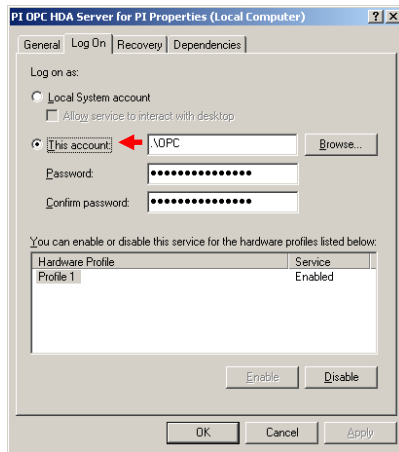 PI OPC HDA Server for PI Properties (Local Computer)
General Log On Recovery Dependencies
Log on as:
Local System account
Allow service to interact with desktop
This account: .\OPC Browse...
Password: •••••••••••••••
Confirm password: •••••••••••••••
You can enable or disable this service for the hardware profiles listed below:
Hardware Profile Service
Profile 1 Enabled
Enable Disable
OK Cancel Apply